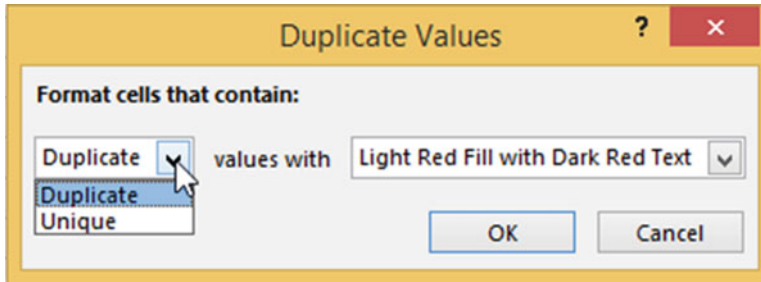 Duplicate Values
? ×
Format cells that contain:
Duplicate values with Light Red Fill with Dark Red Text
Duplicate
Unique
OK Cancel